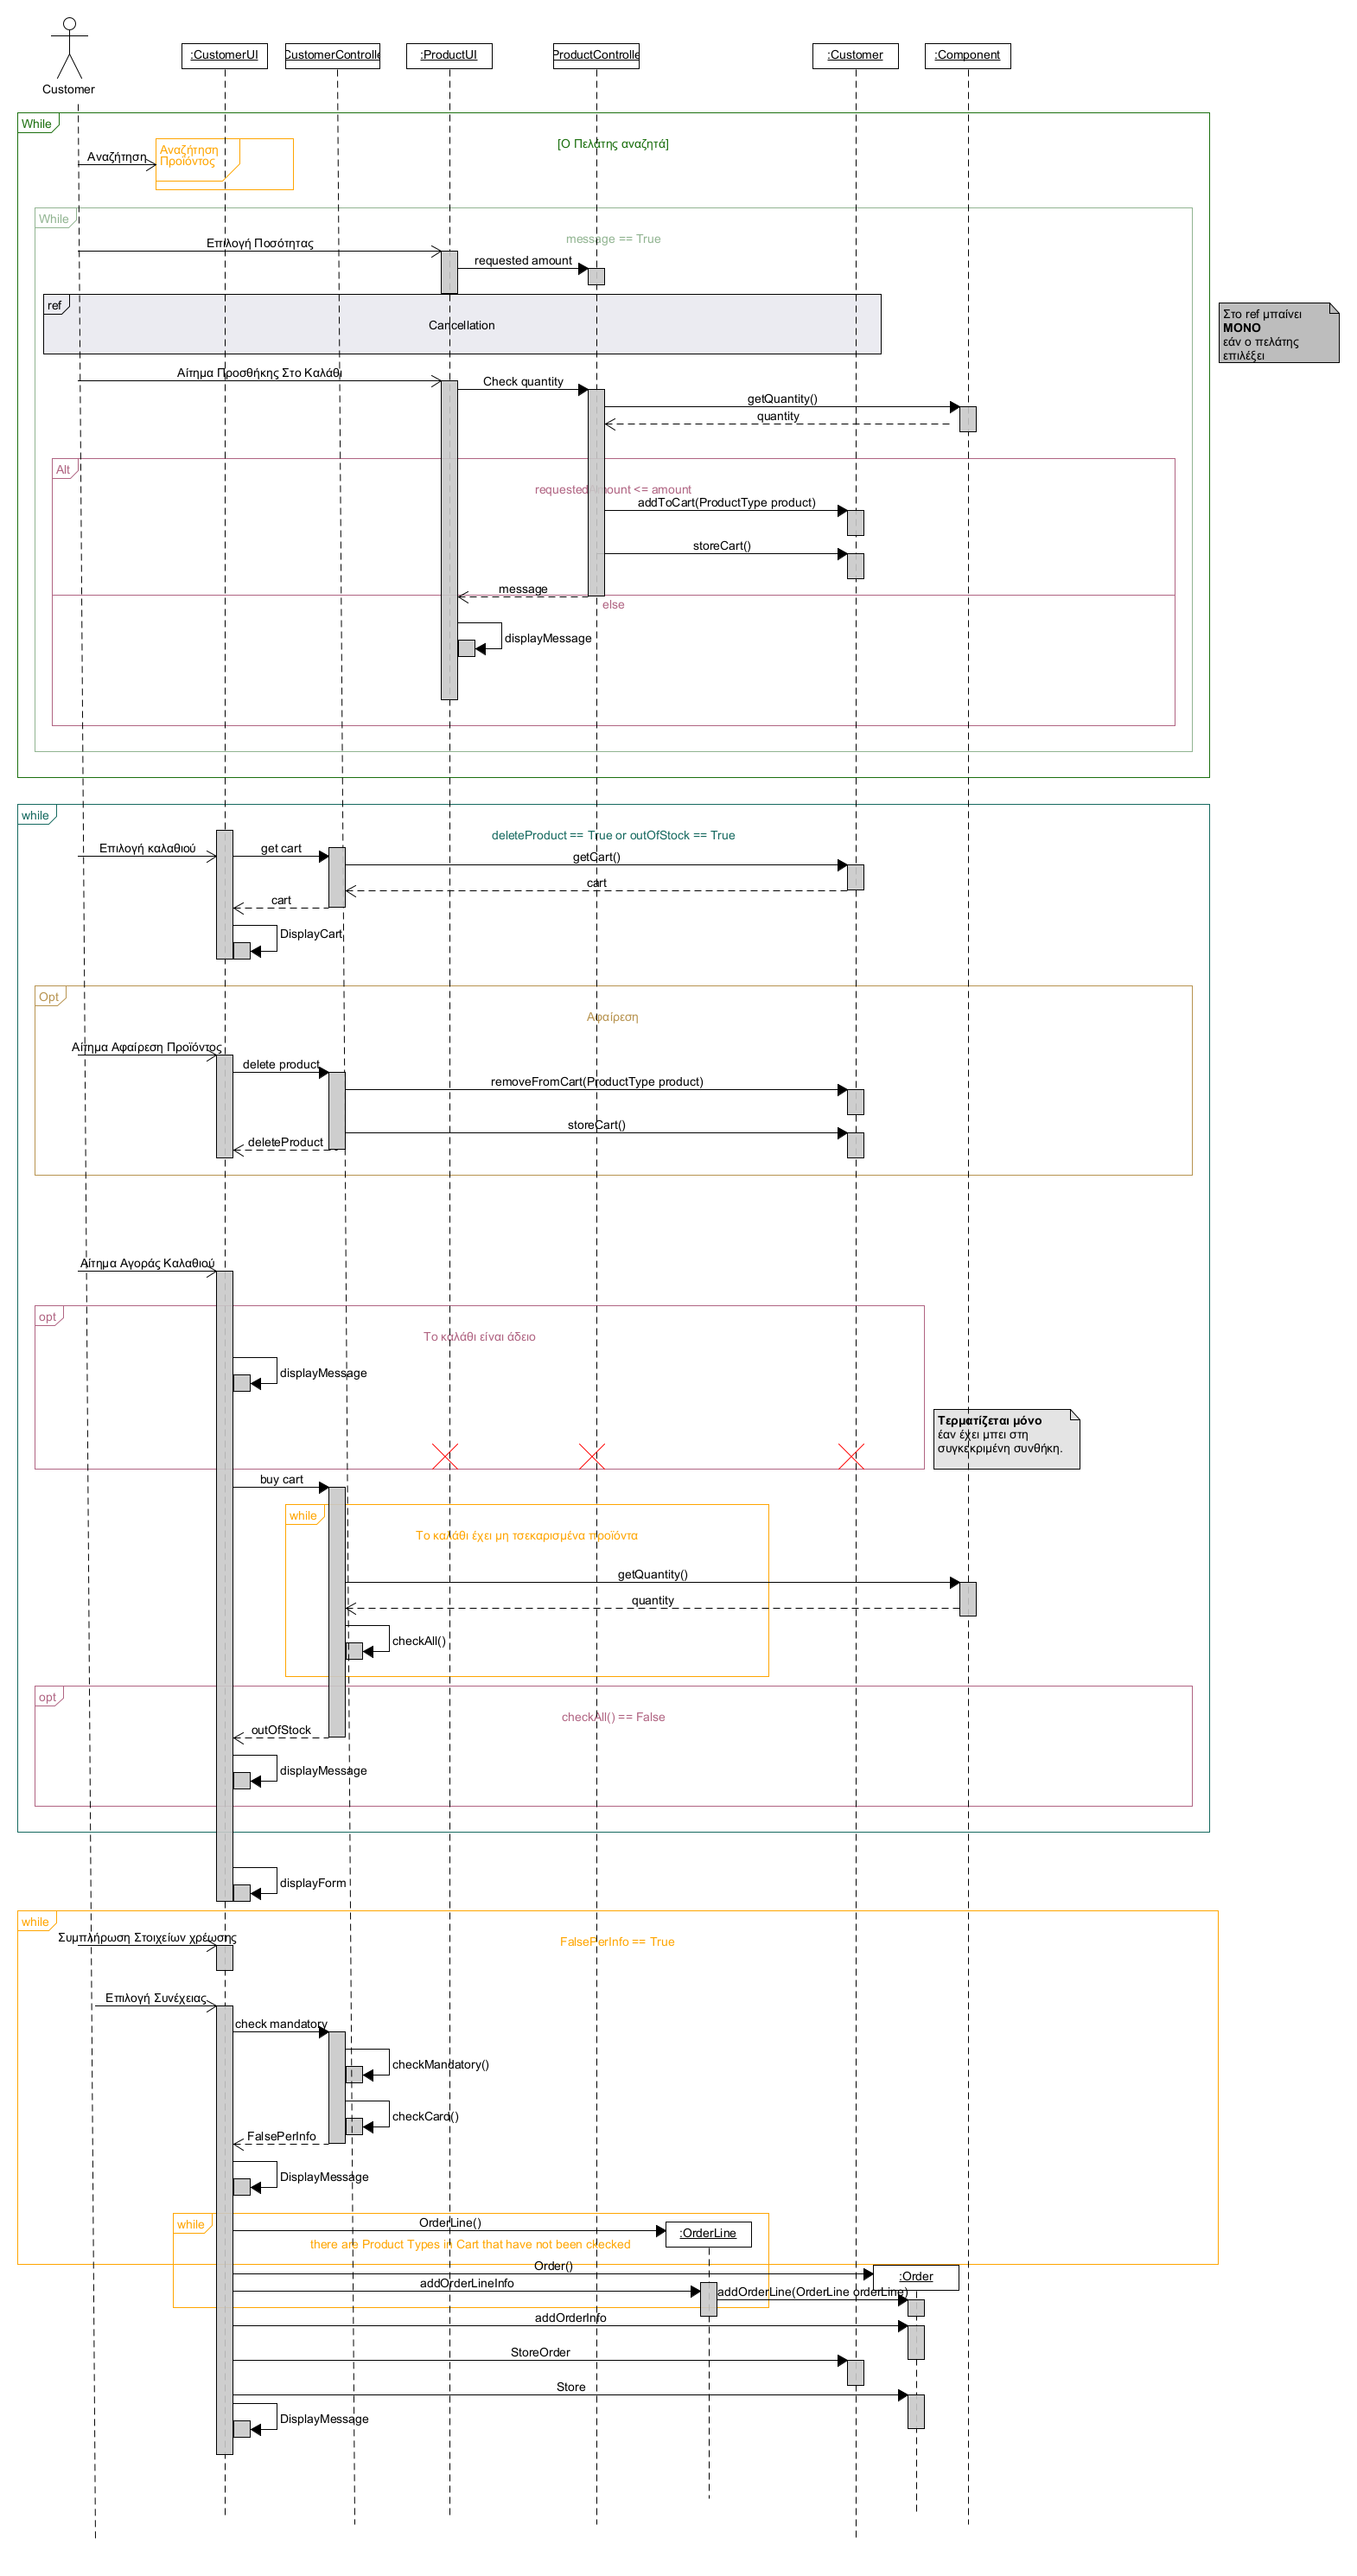 Customer
:CustomerUI
CustomerControlle
:ProductUI
ProductControlle
:Customer
:Component
While
[Ο Πελάτης αναζητά]
Αναζήτηση
Αναζήτηση
Προϊόντος
While
message == True
Επιλογή Ποσότητας
requested amount
ref
Cancellation
Στο ref μπαίνει
ΜΟΝΟ
εάν ο πελάτης
επιλέξει
Αίτημα Προσθήκης Στο Καλάθι
Check quantity
getQuantity()
quantity
Alt
requested amount <= amount
addToCart(ProductType product)
storeCart()
message
else
displayMessage
while
deleteProduct == True or outOfStock == True
Επιλογή καλαθιού
get cart
getCart()
cart
cart
DisplayCart
Opt
Αφαίρεση
Αίτημα Αφαίρεση Προϊόντος
delete product
removeFromCart(ProductType product)
storeCart()
deleteProduct
Αίτημα Αγοράς Καλαθιού
opt
Το καλάθι είναι άδειο
displayMessage
Τερματίζεται μόνο
έαν έχει μπει στη
συγκεκριμένη συνθήκη.
buy cart
while
Το καλάθι έχει μη τσεκαρισμένα προϊόντα
getQuantity()
quantity
checkAll()
opt
checkAll() == False
outOfStock
displayMessage
displayForm
while
Συμπλήρωση Στοιχείων χρέωσης
FalsePerInfo == True
Επιλογή Συνέχειας
check mandatory
checkMandatory()
checkCard()
FalsePerInfo
DisplayMessage
while
OrderLine()
:OrderLine
there are Product Types in Cart that have not been checked
Order()
:Order
addOrderLineInfo
addOrderLine(OrderLine orderLine)
addOrderInfo
StoreOrder
Store
DisplayMessage